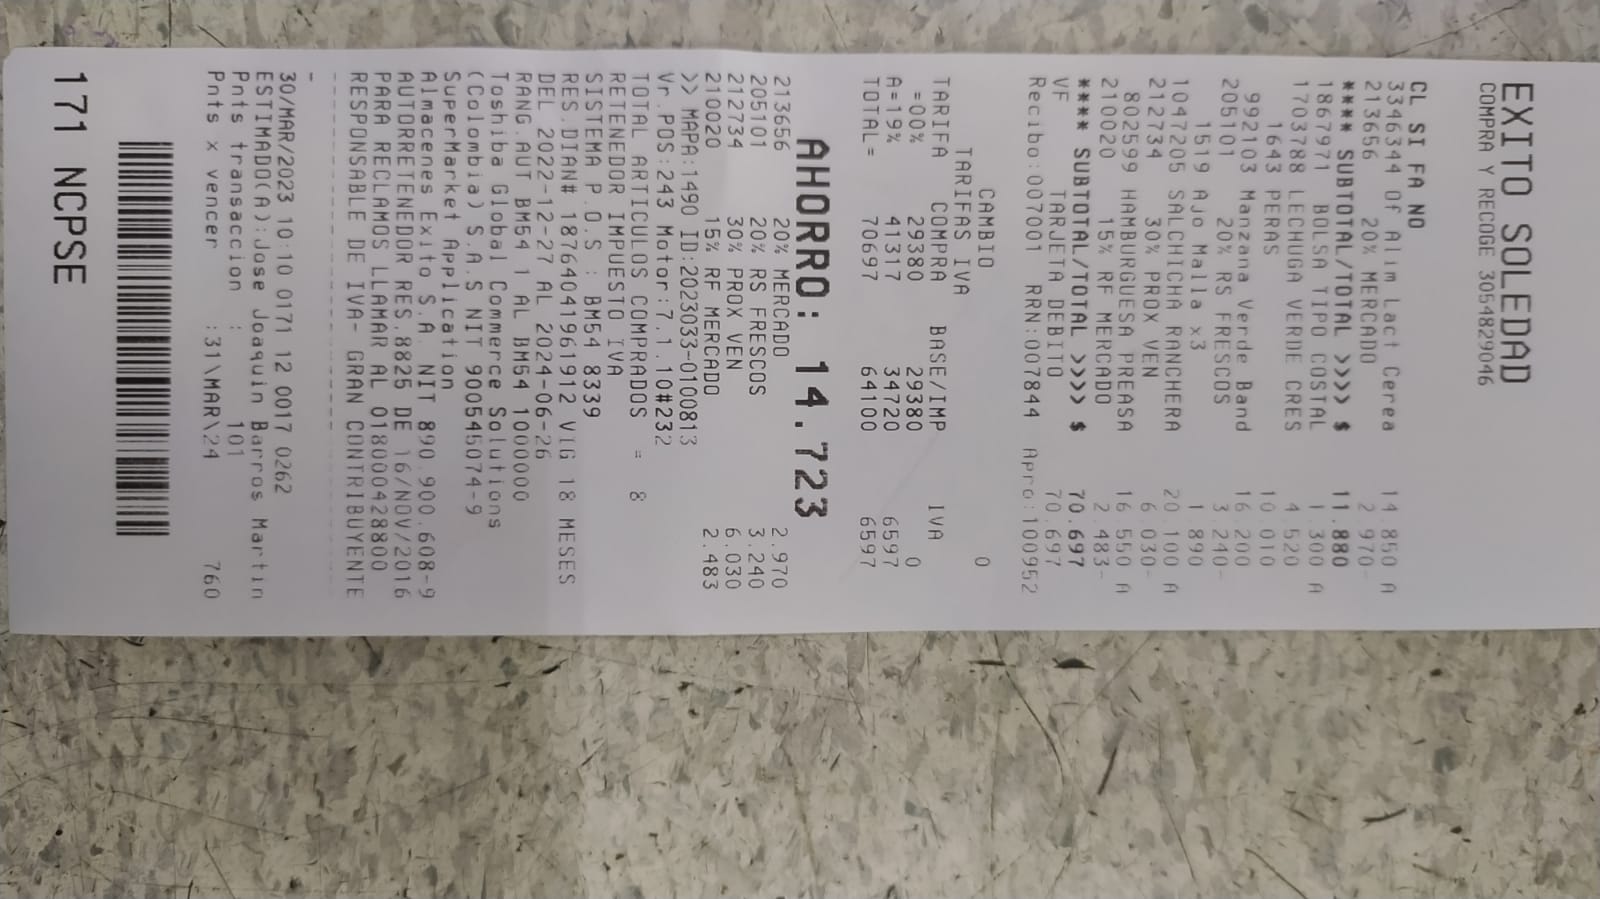 EXITO SOLEDAD
COMPRA Y RECOGE 3054829046
CL SI FA NO
3346344 Of Alim Lact Cerea 14.850 A
213656 20% MERCADO 2.970-
**** SUBTOTAL/TOTAL >>>> $ 11.880
1867971 BOLSA TIPO COSTAL 1.300 A
1703788 LECHUGA VERDE CRES 4.520
1643 PERAS 10.010
992103 Manzana Verde Band 16.200
205101 20% RS FRESCOS 3.240-
1519 Ajo Malla x3 1.890
1047205 SALCHICHA RANCHERA 20.100 A
212734 30% PROX VEN 6.030-
802599 HAMBURGUESA PREASA 16.550 A
210020 15% RF MERCADO 2.483-
**** SUBTOTAL/TOTAL >>>> $ 70.697
VF TARJETA DEBITO 70.697
Recibo:007001 RRN:007844 Apro:100952
CAMBIO 0
TARIFAS IVA
TARIFA COMPRA BASE/IMP IVA
=00% 29380 29380 0
A=19% 41317 34720 6597
TOTAL= 70697 64100 6597
AHORRO: 14.723
213656 20% MERCADO 2.970
205101 20% RS FRESCOS 3.240
212734 30% PROX VEN 6.030
210020 15% RF MERCADO 2.483
>> MAPA:1490 ID:2023033-0100813
Vr.POS:243 Motor:7.1.10#232
TOTAL ARTICULOS COMPRADOS = 8
RETENEDOR IMPUESTO IVA
SISTEMA P.O.S : BM54 8339
RES.DIAN# 18764041961912 VIG 18 MESES
DEL 2022-12-27 AL 2024-06-26
RANG.AUT BM54 1 AL BM54 1000000
Toshiba Global Commerce Solutions
(Colombia) S.A.S NIT 900545074-9
SuperMarket Application
Almacenes Exito S.A. NIT 890.900.608-9
AUTORRETENEDOR RES.8825 DE 16/NOV/2016
PARA RECLAMOS LLAMAR AL 018000428800
RESPONSABLE DE IVA- GRAN CONTRIBUYENTE
--------------------------------------
-
30/MAR/2023 10:10 0171 12 0017 0262
ESTIMADO(A):Jose Joaquin Barros Martin
Pnts transaccion : 101
Pnts x vencer :31\MAR\24 760
171 NCPSE